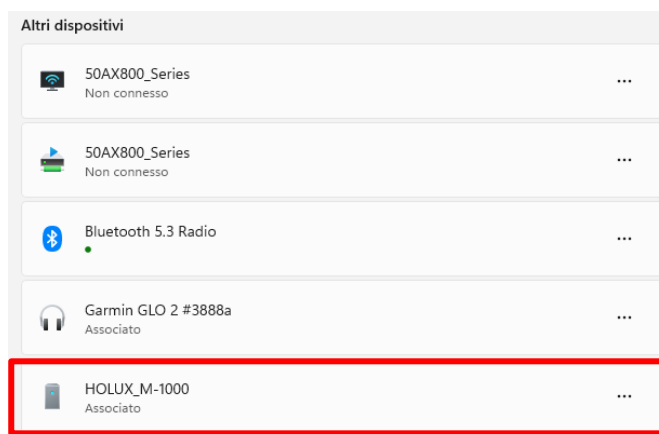 Altri dispositivi
50AX800_Series
Non connesso
50AX800_Series
Non connesso
Bluetooth 5.3 Radio
Garmin GLO 2 #3888a
Associato
HOLUX_M-1000
Associato